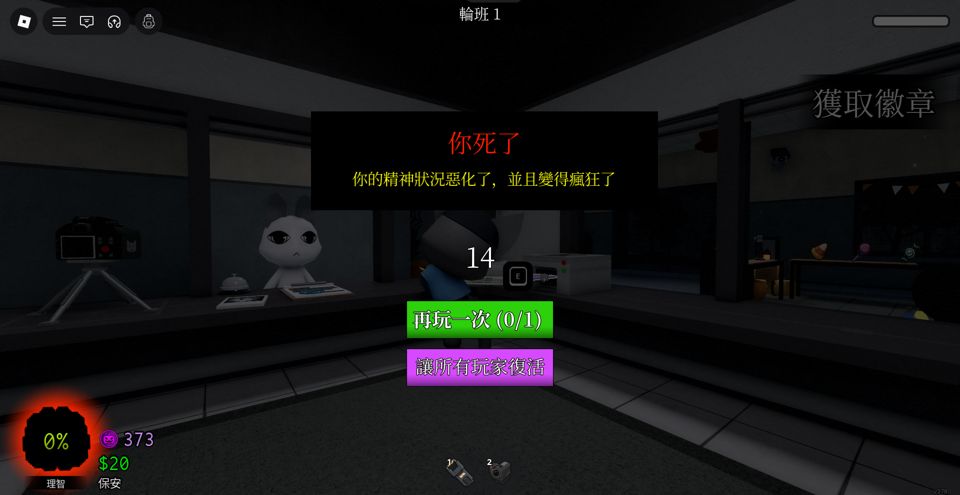 輪班 1
獲取徽章
你死了
你的精神狀況惡化了，並且變得瘋狂了
14
E
再玩一次 (0/1)
讓所有玩家復活
0%
理智
373
$20
保安
1
2